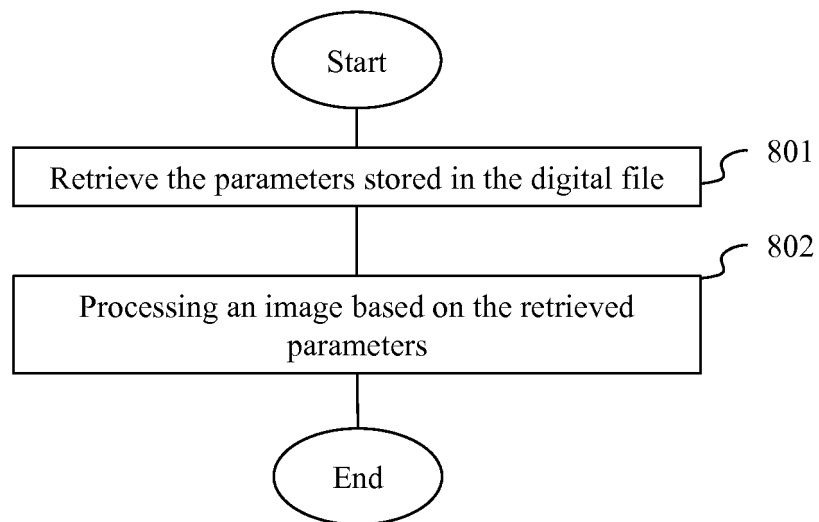 Start
801
Retrieve the parameters stored in the digital file
802
Processing an image based on the retrieved
parameters
End